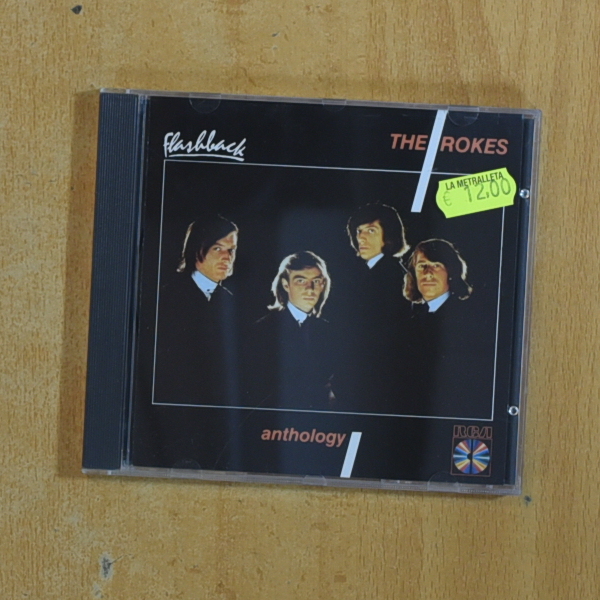 flashback
THE ROKES
LA METRALLETA
€ 12.00
anthology
RCA